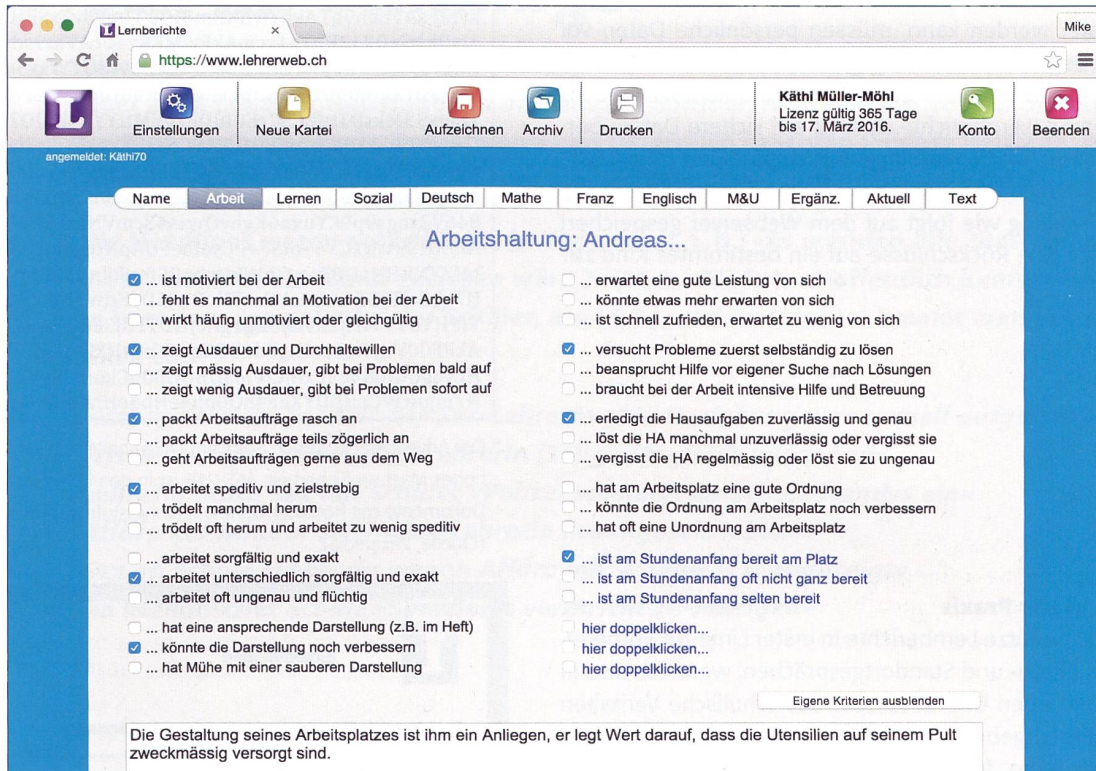 Lernberichte
Mike
https://www.lehrerweb.ch
L
Einstellungen
Neue Kartei
Aufzeichnen
Archiv
Drucken
Käthi Müller-Möhl
Lizenz gültig 365 Tage
bis 17. März 2016.
Konto
Beenden
angemeldet: Käthi70
Name Arbeit Lernen Sozial Deutsch Mathe Franz Englisch M&U Ergänz. Aktuell Text
Arbeitshaltung: Andreas...
... ist motiviert bei der Arbeit
... fehlt es manchmal an Motivation bei der Arbeit
... wirkt häufig unmotiviert oder gleichgültig
... zeigt Ausdauer und Durchhaltewillen
... zeigt mässig Ausdauer, gibt bei Problemen bald auf
... zeigt wenig Ausdauer, gibt bei Problemen sofort auf
... packt Arbeitsaufträge rasch an
... packt Arbeitsaufträge teils zögerlich an
... geht Arbeitsaufträgen gerne aus dem Weg
... arbeitet speditiv und zielstrebig
... trödelt manchmal herum
... trödelt oft herum und arbeitet zu wenig speditiv
... arbeitet sorgfältig und exakt
... arbeitet unterschiedlich sorgfältig und exakt
... arbeitet oft ungenau und flüchtig
... hat eine ansprechende Darstellung (z.B. im Heft)
... könnte die Darstellung noch verbessern
... hat Mühe mit einer sauberen Darstellung
... erwartet eine gute Leistung von sich
... könnte etwas mehr erwarten von sich
... ist schnell zufrieden, erwartet zu wenig von sich
... versucht Probleme zuerst selbständig zu lösen
... beansprucht Hilfe vor eigener Suche nach Lösungen
... braucht bei der Arbeit intensive Hilfe und Betreuung
... erledigt die Hausaufgaben zuverlässig und genau
... löst die HA manchmal unzuverlässig oder vergisst sie
... vergisst die HA regelmässig oder löst sie zu ungenau
... hat am Arbeitsplatz eine gute Ordnung
... könnte die Ordnung am Arbeitsplatz noch verbessern
... hat oft eine Unordnung am Arbeitsplatz
... ist am Stundenanfang bereit am Platz
... ist am Stundenanfang oft nicht ganz bereit
... ist am Stundenanfang selten bereit
hier doppelklicken...
hier doppelklicken...
hier doppelklicken...
Eigene Kriterien ausblenden
Die Gestaltung seines Arbeitsplatzes ist ihm ein Anliegen, er legt Wert darauf, dass die Utensilien auf seinem Pult
zweckmässig versorgt sind.